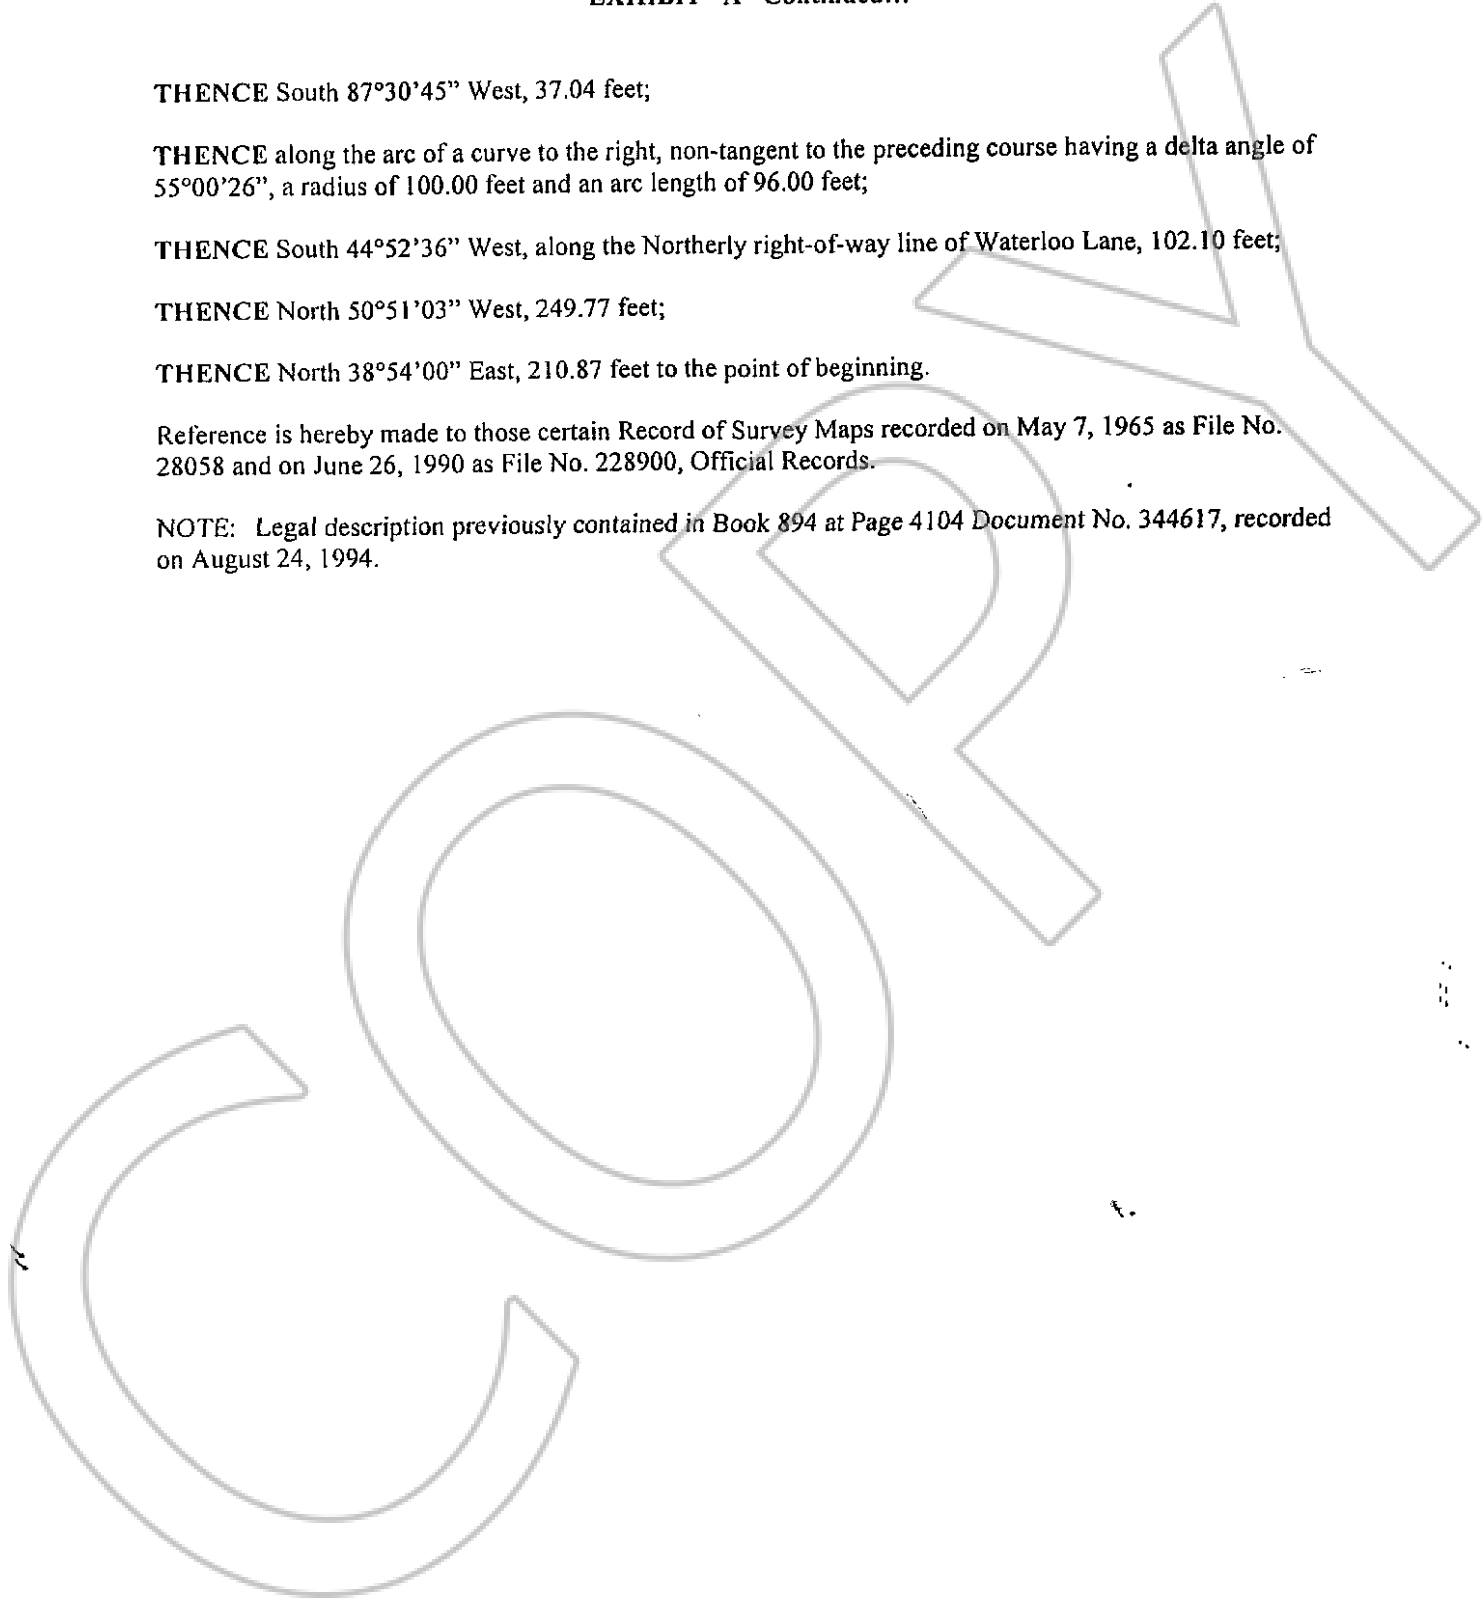 EXHIBIT "A" Continued...
THENCE South 87°30'45” West, 37.04 feet;
THENCE along the arc of a curve to the right, non-tangent to the preceding course having a delta angle of
55°00'26”, a radius of 100.00 feet and an arc length of 96.00 feet;
THENCE South 44°52'36” West, along the Northerly right-of-way line of Waterloo Lane, 102.10 feet;
THENCE North 50°51'03” West, 249.77 feet;
THENCE North 38°54'00” East, 210.87 feet to the point of beginning.
Reference is hereby made to those certain Record of Survey Maps recorded on May 7, 1965 as File No.
28058 and on June 26, 1990 as File No. 228900, Official Records.
NOTE: Legal description previously contained in Book 894 at Page 4104 Document No. 344617, recorded
on August 24, 1994.
COPY